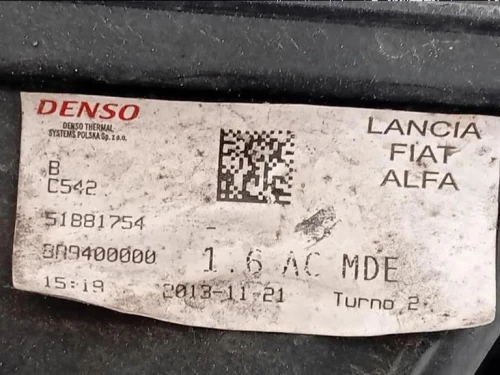 DENSO
DENSO THERMAL
SYSTEMS POLSKA Sp. z o.o.
LANCIA
FIAT
ALFA
B
C542
51881754
8A9400000
1.6 AC MDE
15:19
2013-11-21
Turno 2